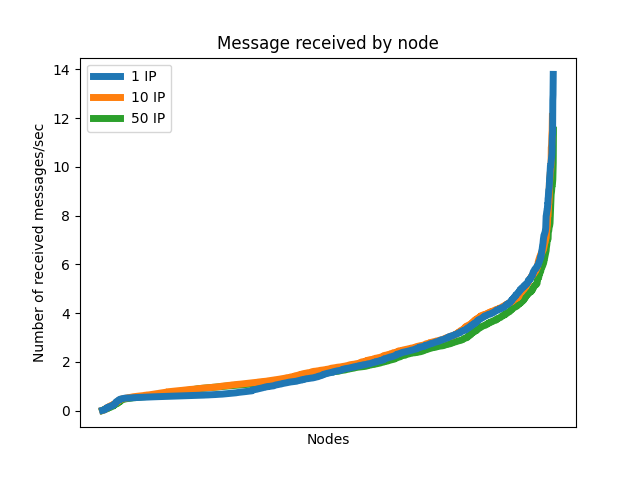 Message received by node
1 IP
10 IP
50 IP
Number of received messages/sec
14
12
10
8
6
4
2
0
Nodes